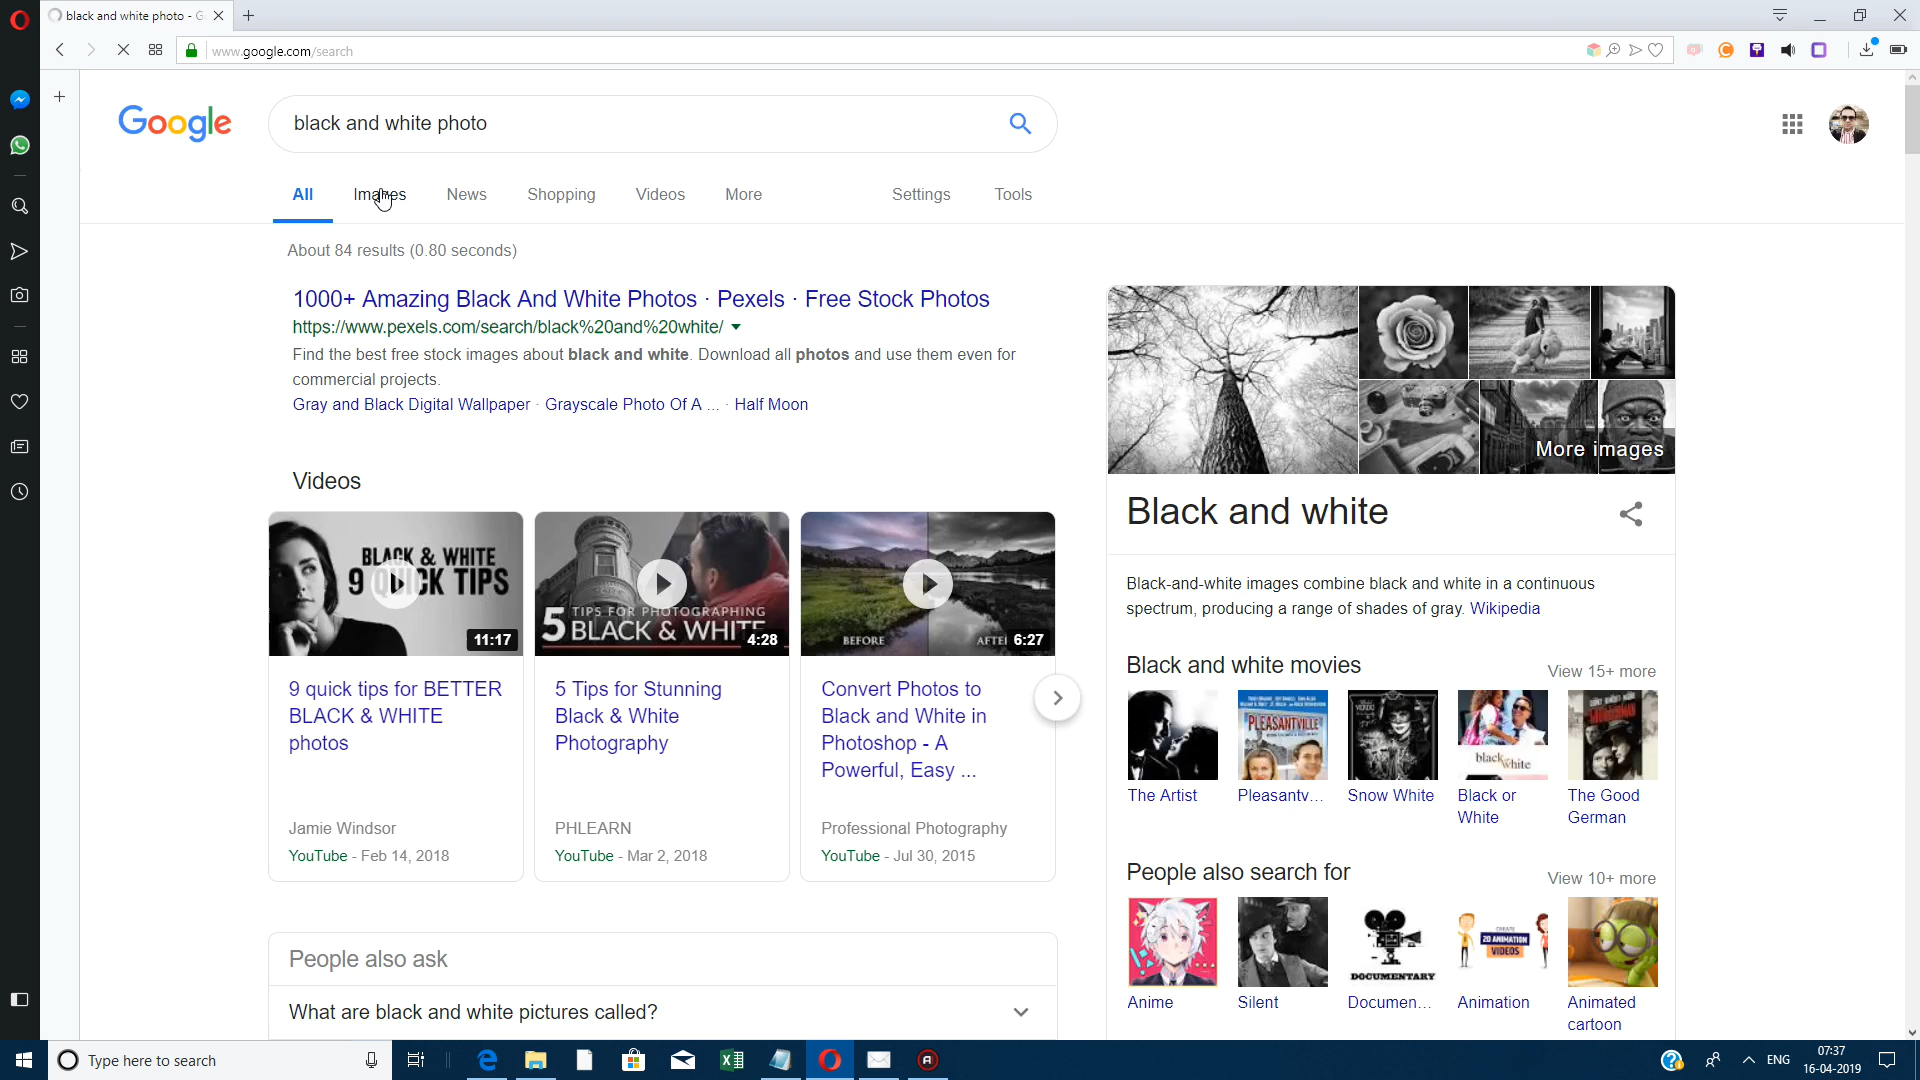 black and white photo - G
www.google.com/search
Google
black and white photo
All
Images
News
Shopping
Videos
More
Settings
Tools
About 84 results (0.80 seconds)
1000+ Amazing Black And White Photos · Pexels · Free Stock Photos
https://www.pexels.com/search/black%20and%20white/
Find the best free stock images about black and white. Download all photos and use them even for
commercial projects.
Gray and Black Digital Wallpaper · Grayscale Photo Of A ... · Half Moon
Videos
BLACK & WHITE
9 QUICK TIPS
11:17
9 quick tips for BETTER
BLACK & WHITE
photos
Jamie Windsor
YouTube - Feb 14, 2018
5 TIPS FOR PHOTOGRAPHING
BLACK & WHITE
4:28
5 Tips for Stunning
Black & White
Photography
PHLEARN
YouTube - Mar 2, 2018
BEFORE
AFTE
6:27
Convert Photos to
Black and White in
Photoshop - A
Powerful, Easy ...
Professional Photography
YouTube - Jul 30, 2015
People also ask
What are black and white pictures called?
More images
Black and white
Black-and-white images combine black and white in a continuous
spectrum, producing a range of shades of gray. Wikipedia
Black and white movies
View 15+ more
PLEASANTVILLE
black white
The Artist
Pleasantv...
Snow White
Black or
White
The Good
German
People also search for
View 10+ more
DOCUMENTARY
CREATE
2D ANIMATION
VIDEOS
Anime
Silent
Documen...
Animation
Animated
cartoon
Type here to search
ENG
07:37
16-04-2019